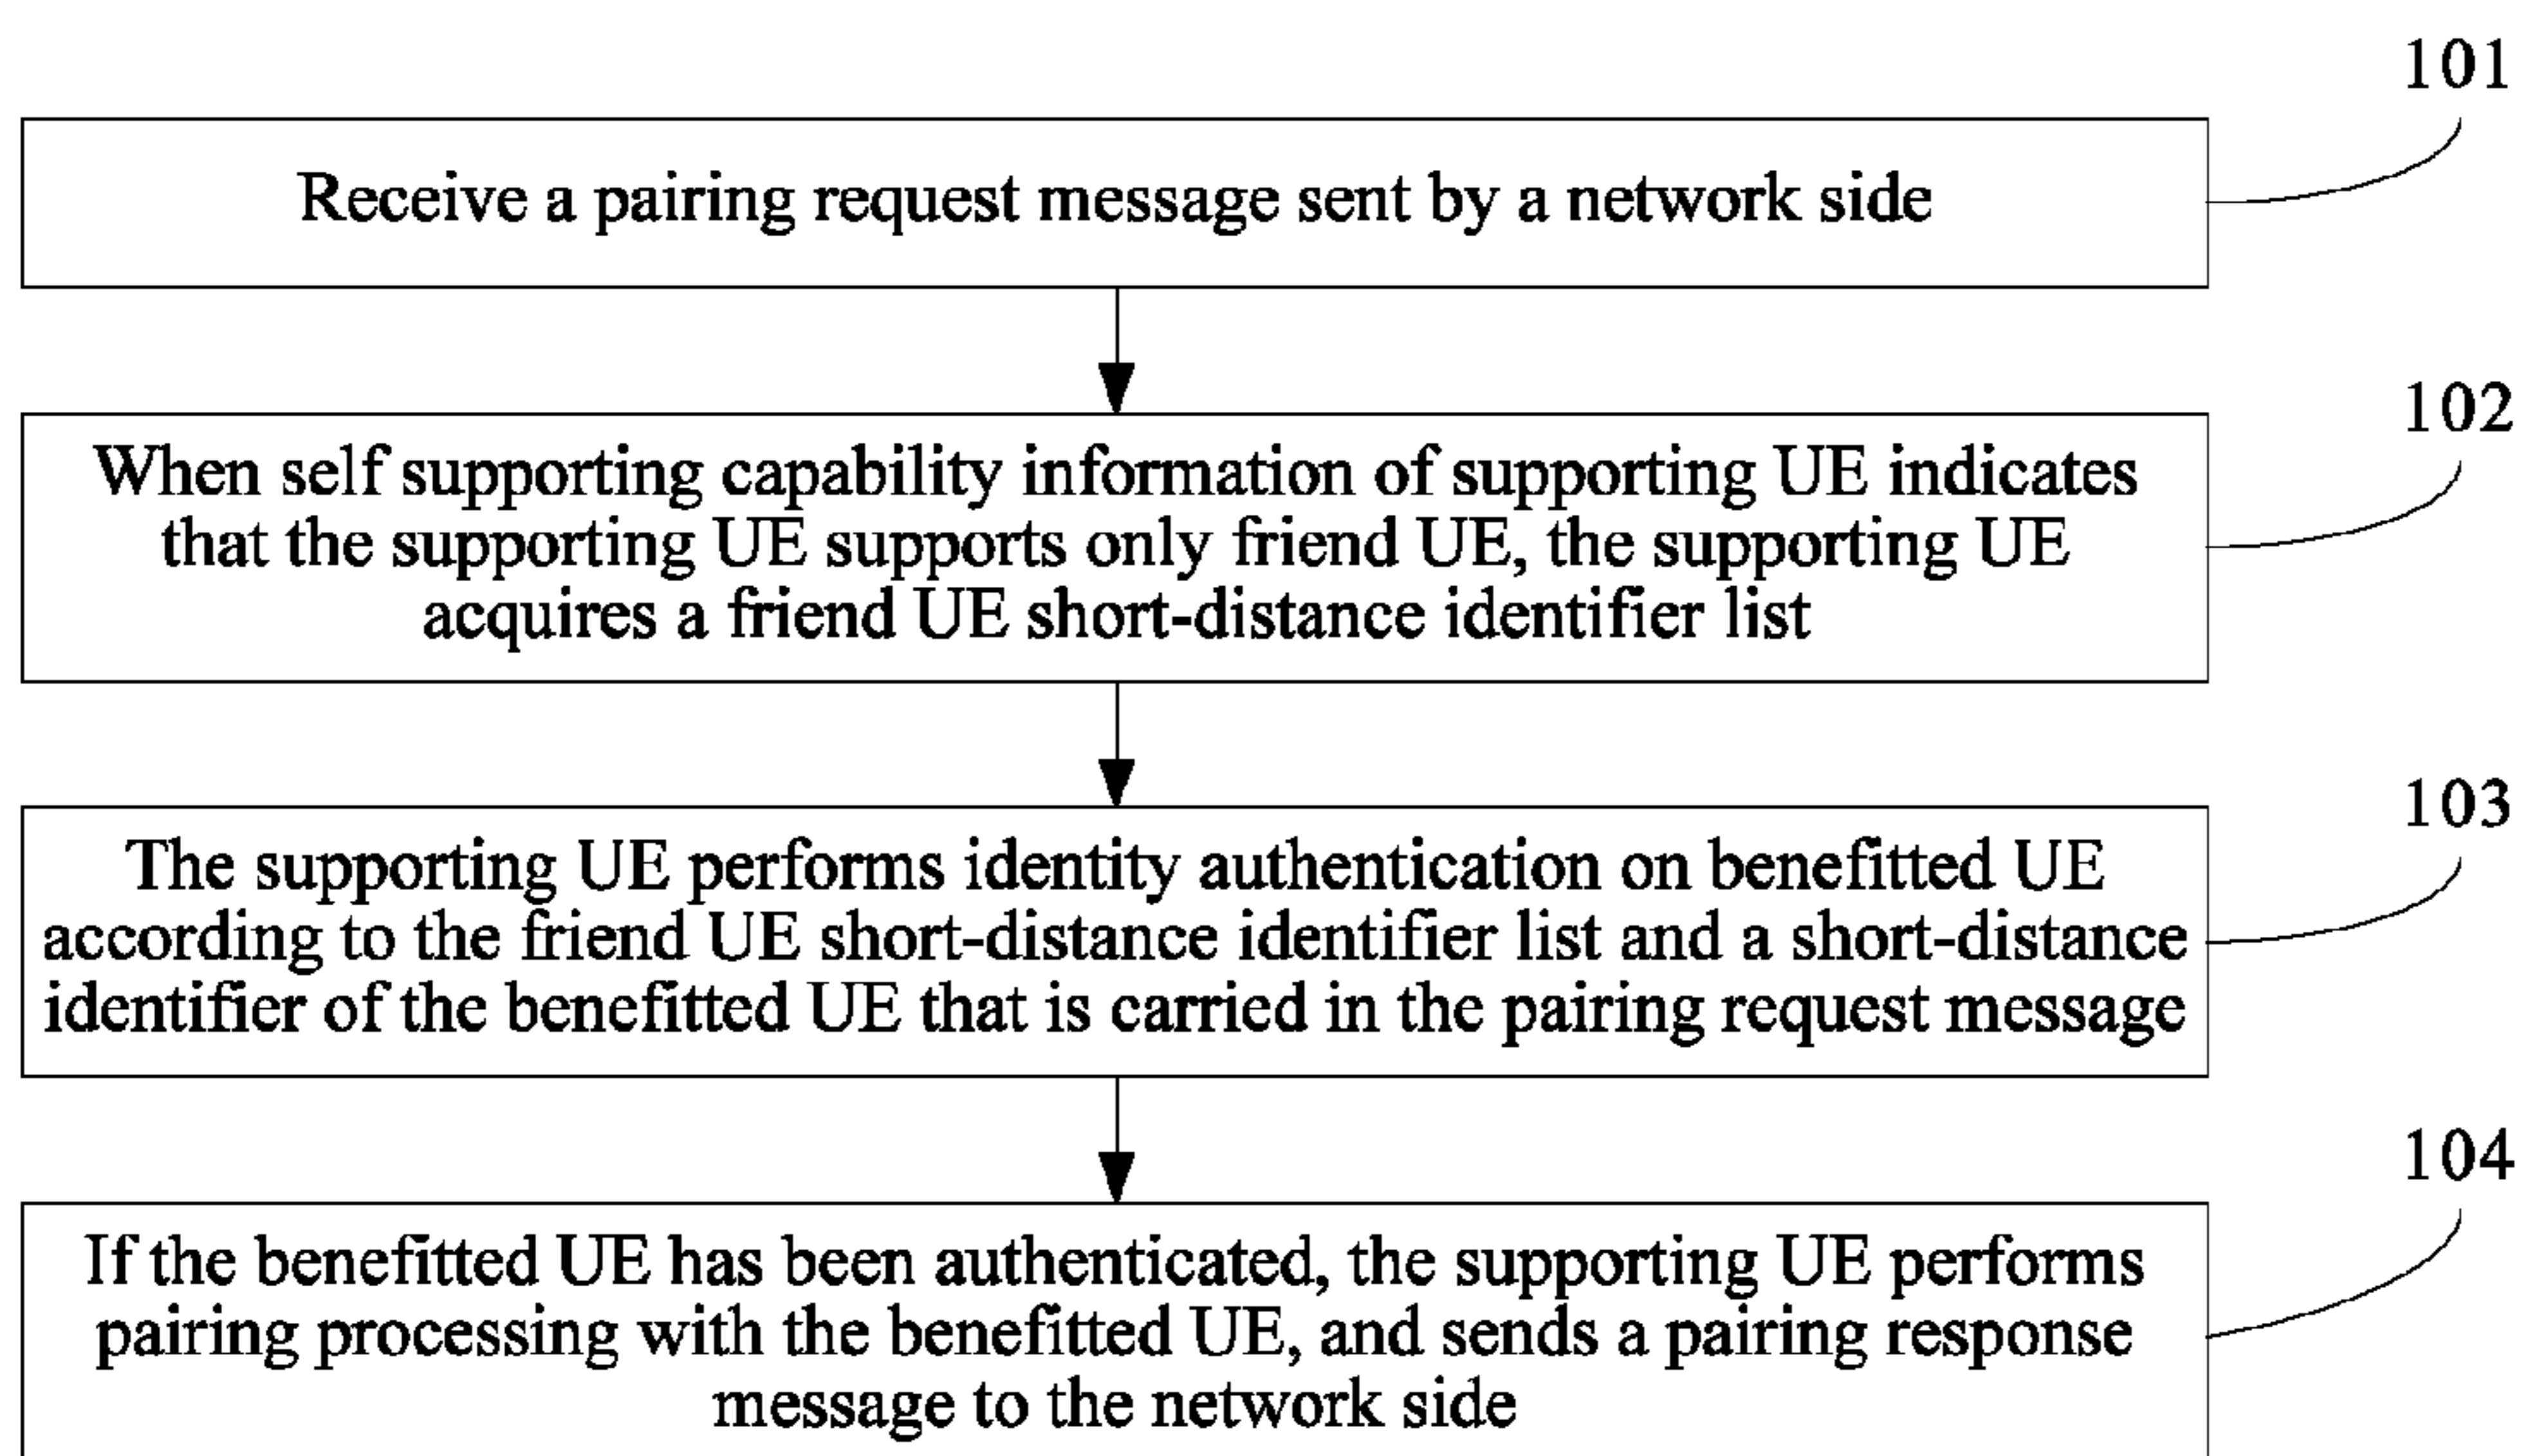 101
Receive a pairing request message sent by a network side
102
When self supporting capability information of supporting UE indicates
that the supporting UE supports only friend UE, the supporting UE
acquires a friend UE short-distance identifier list
103
The supporting UE performs identity authentication on benefitted UE
according to the friend UE short-distance identifier list and a short-distance
identifier of the benefitted UE that is carried in the pairing request message
104
If the benefitted UE has been authenticated, the supporting UE performs
pairing processing with the benefitted UE, and sends a pairing response
message to the network side